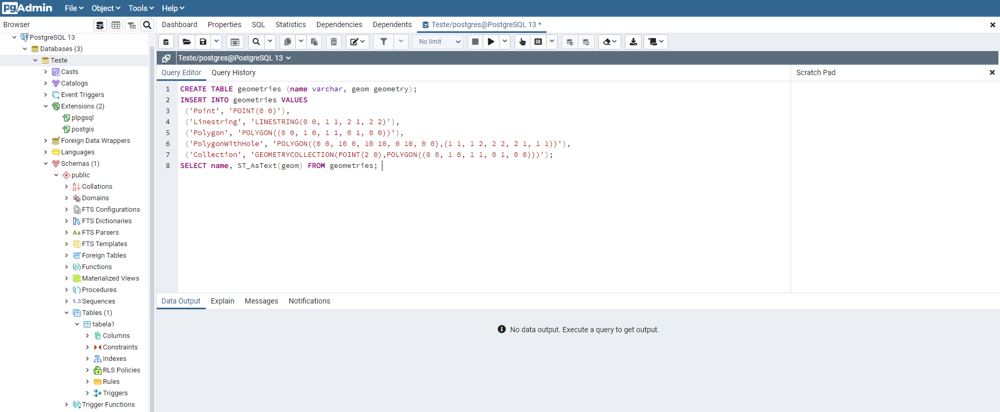 pgAdmin File Object Tools Help
Browser
Dashboard Properties SQL Statistics Dependencies Dependents Teste/postgres@PostgreSQL 13 *
PostgreSQL 13
Databases (3)
Teste
Casts
Catalogs
Event Triggers
Extensions (2)
plpgsql
postgis
Foreign Data Wrappers
Languages
Schemas (1)
public
Collations
Domains
FTS Configurations
FTS Dictionaries
Aa FTS Parsers
FTS Templates
Foreign Tables
Functions
Materialized Views
Procedures
1..3 Sequences
Tables (1)
tabela1
Columns
Constraints
Indexes
RLS Policies
Rules
Triggers
Trigger Functions
No limit
Teste/postgres@PostgreSQL 13
Query Editor Query History
Scratch Pad
1 CREATE TABLE geometries (name varchar, geom geometry);
2 INSERT INTO geometries VALUES
3 ('Point', 'POINT(0 0)'),
4 ('Linestring', 'LINESTRING(0 0, 1 1, 2 1, 2 2)'),
5 ('Polygon', 'POLYGON((0 0, 1 0, 1 1, 0 1, 0 0))'),
6 ('PolygonWithHole', 'POLYGON((0 0, 10 0, 10 10, 0 10, 0 0),(1 1, 1 2, 2 2, 2 1, 1 1))'),
7 ('Collection', 'GEOMETRYCOLLECTION(POINT(2 0),POLYGON((0 0, 1 0, 1 1, 0 1, 0 0)))');
8 SELECT name, ST_AsText(geom) FROM geometries;
Data Output Explain Messages Notifications
No data output. Execute a query to get output.